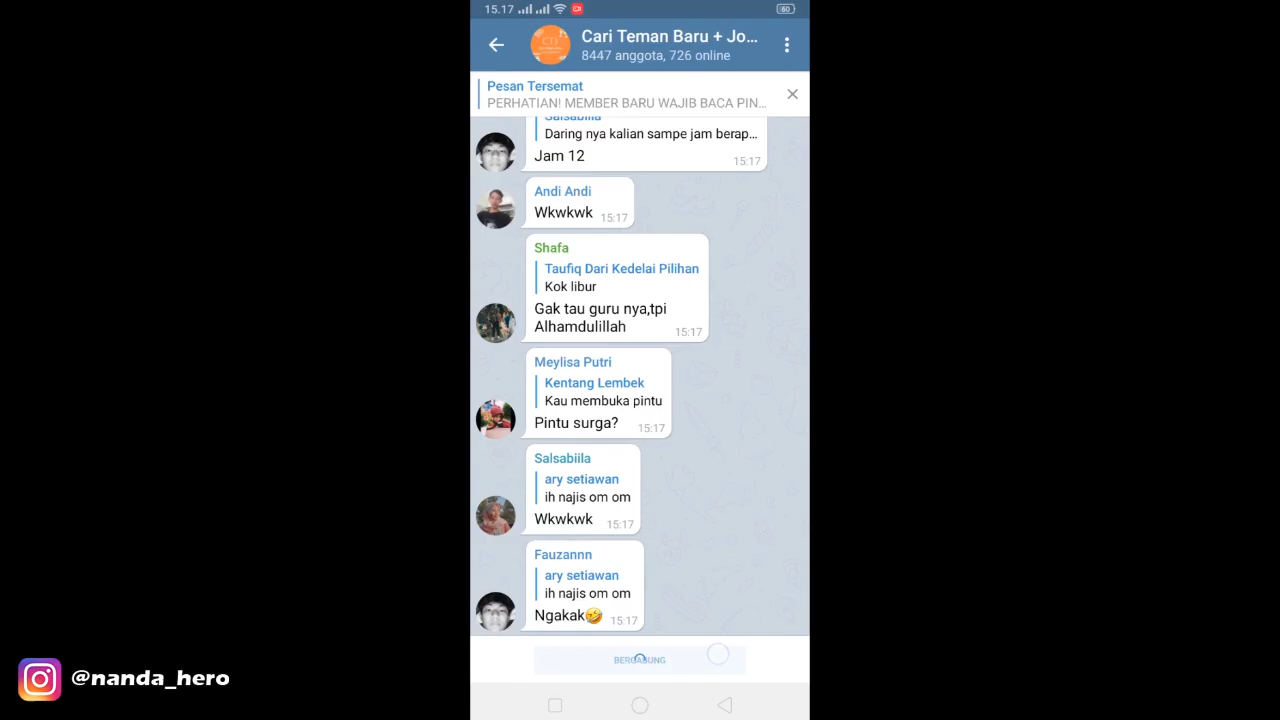 15.17
60
Cari Teman Baru + Jo...
8447 anggota, 726 online
Pesan Tersemat
PERHATIAN! MEMBER BARU WAJIB BACA PIN...
Salsabiila
Daring nya kalian sampe jam berap...
Jam 12
15:17
Andi Andi
Wkwkwk 15:17
Shafa
Taufiq Dari Kedelai Pilihan
Kok libur
Gak tau guru nya,tpi
Alhamdulillah 15:17
Meylisa Putri
Kentang Lembek
Kau membuka pintu
Pintu surga? 15:17
Salsabiila
ary setiawan
ih najis om om
Wkwkwk 15:17
Fauzannn
ary setiawan
ih najis om om
Ngakak🤣 15:17
BERGABUNG
@nanda_hero